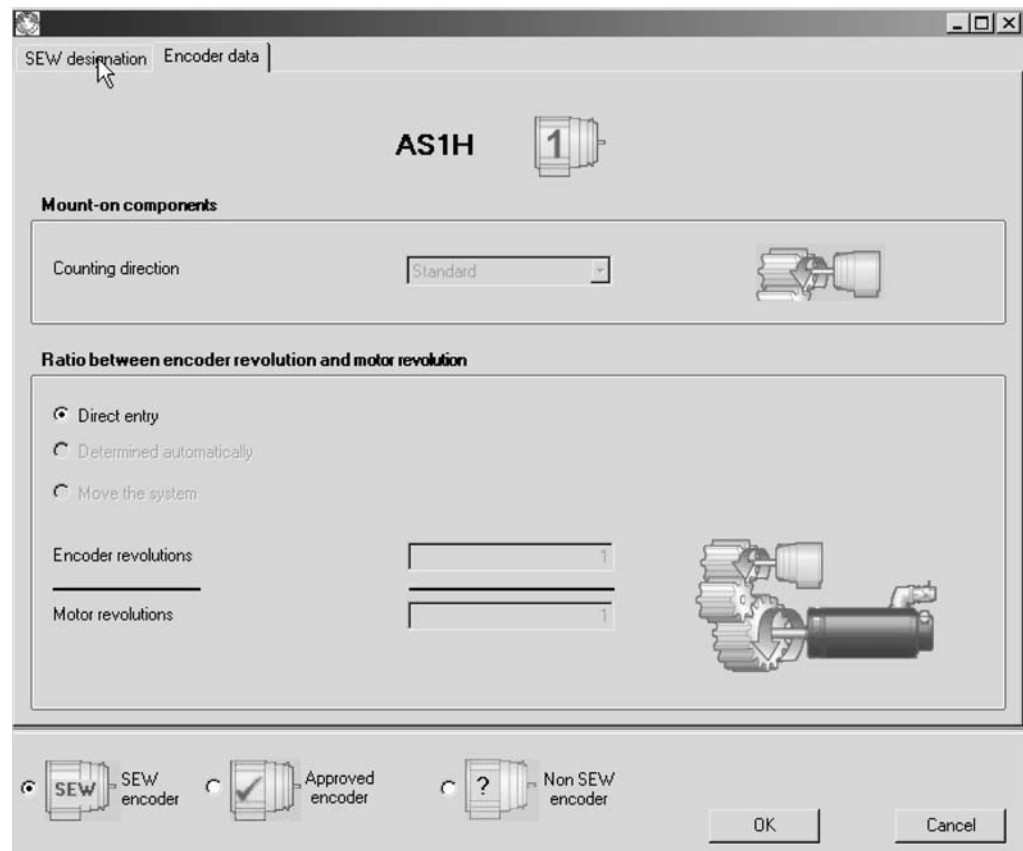 SEW designation
Encoder data
AS1H
1
Mount-on components
Counting direction
Standard
Ratio between encoder revolution and motor revolution
Direct entry
Determined automatically
Move the system
Encoder revolutions
1
Motor revolutions
1
SEW
SEW
encoder
Approved
encoder
?
Non SEW
encoder
OK
Cancel